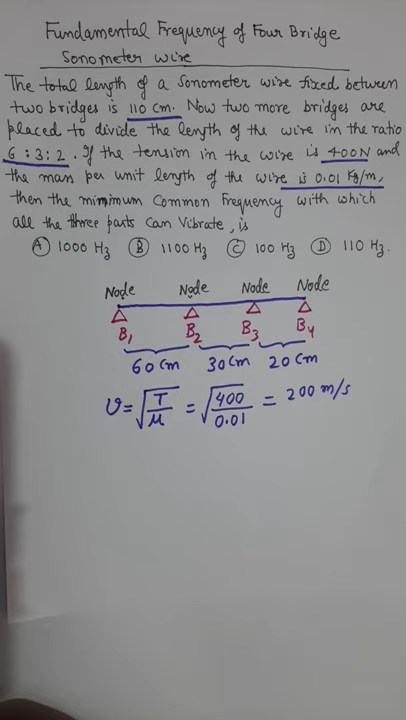 Fundamental Frequency of Four Bridge
Sonometer wire
The total length of a Sonometer wire fixed between
two bridges is 110 cm. Now two more bridges are
placed to divide the length of the wire in the ratio
6 : 3 : 2. If the tension in the wire is 400 N and
the mass per unit length of the wire is 0.01 Kg/m,
then the minimum Common Frequency with which
all the three parts Can Vibrate, is
(A) 1000 Hz (B) 1100 Hz (C) 100 Hz (D) 110 Hz.
Node Node Node Node
B1 B2 B3 B4
60 Cm 30 Cm 20 Cm
υ = √T/μ = √400/0.01 = 200 m/s